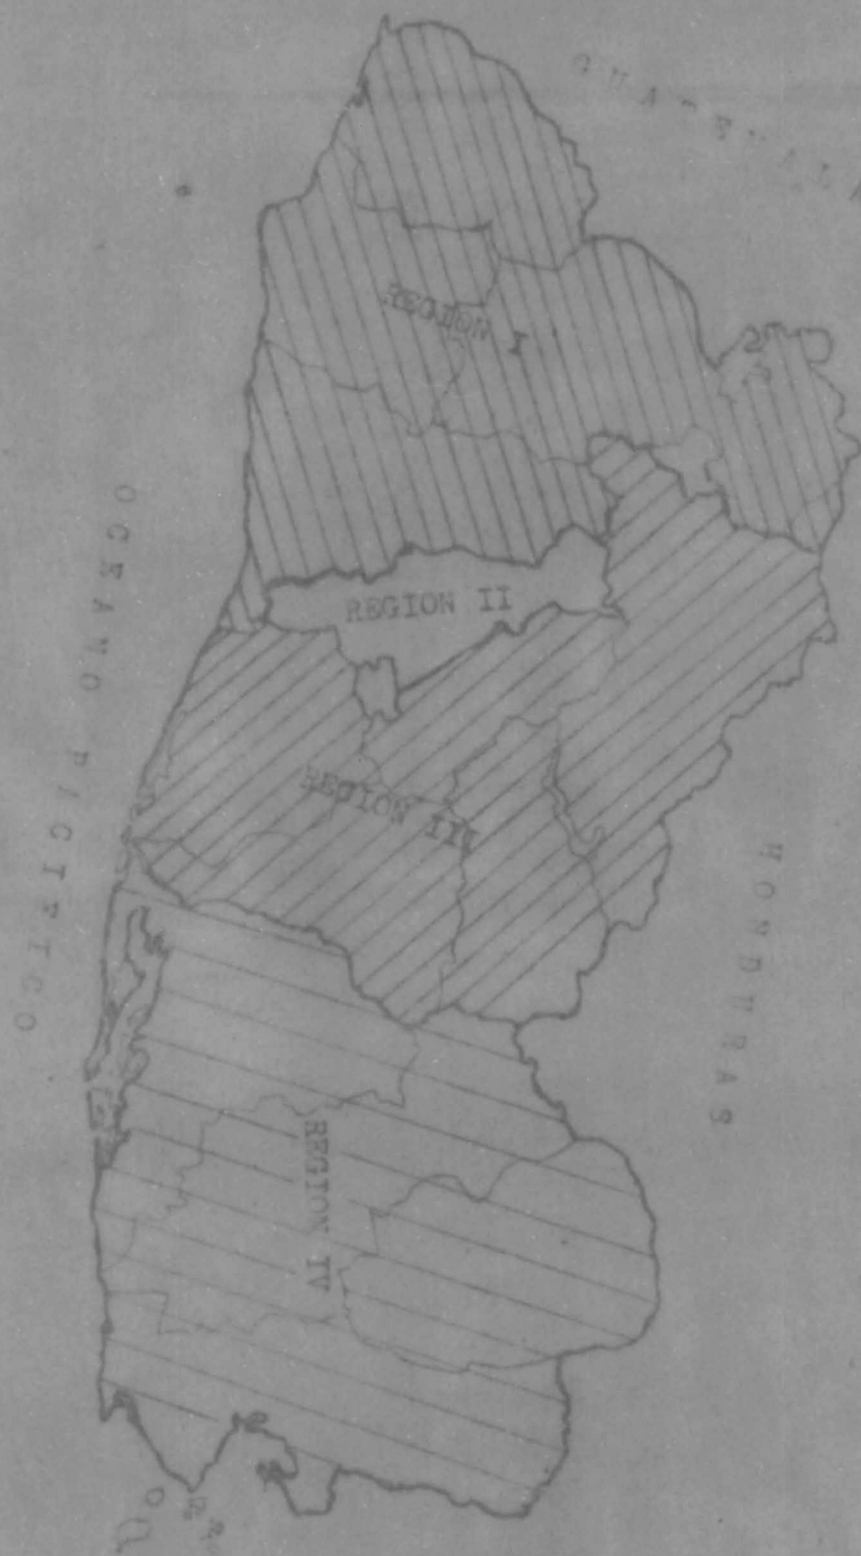 GUATEMALA
REGION I
REGION II
REGION III
REGION IV
OCEANO PACIFICO
HONDURAS